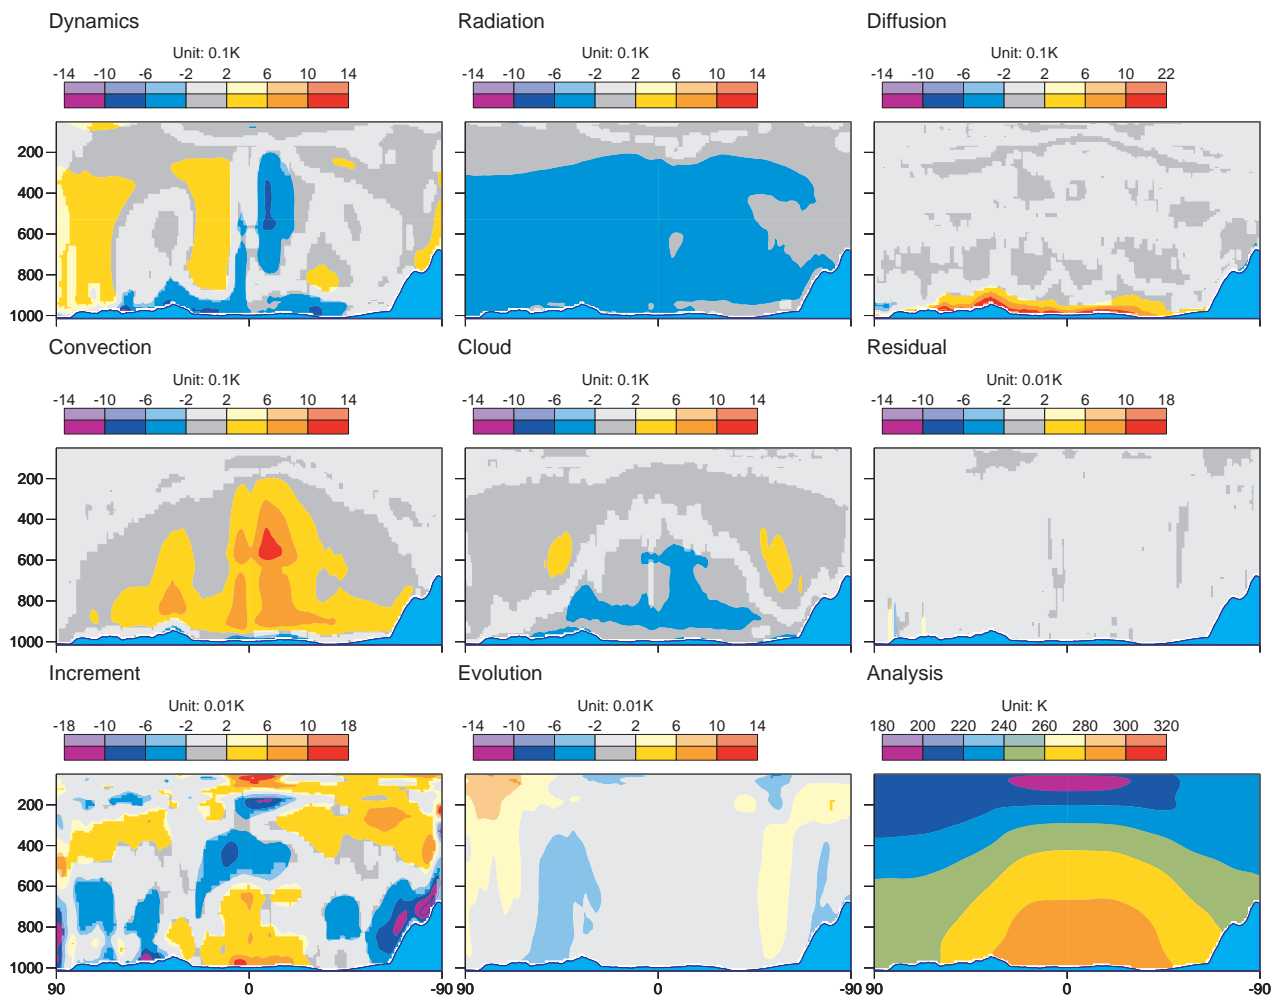 Dynamics Radiation Diffusion
Unit: 0.1K Unit: 0.1K Unit: 0.1K
-14 -10 -6 -2 2 6 10 14 -14 -10 -6 -2 2 6 10 14 -14 -10 -6 -2 2 6 10 22
200
400
600
800
1000
Convection Cloud Residual
Unit: 0.1K Unit: 0.1K Unit: 0.01K
-14 -10 -6 -2 2 6 10 14 -14 -10 -6 -2 2 6 10 14 -14 -10 -6 -2 2 6 10 18
200
400
600
800
1000
Increment Evolution Analysis
Unit: 0.01K Unit: 0.01K Unit: K
-18 -10 -6 -2 2 6 10 18 -14 -10 -6 -2 2 6 10 14 180 200 220 240 260 280 300 320
200
400
600
800
1000
90 0 -90 0 -90 90 0 -90